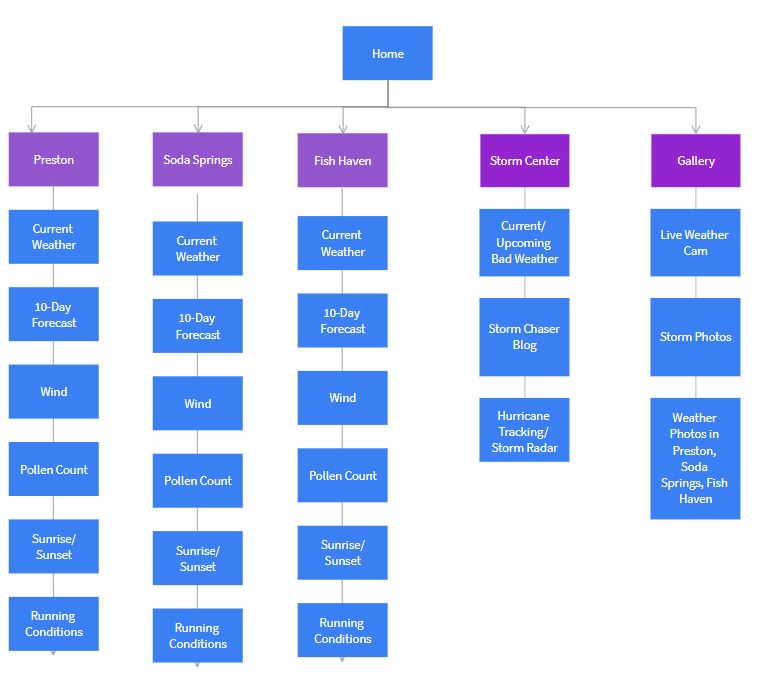 Home
Preston
Soda Springs
Fish Haven
Storm Center
Gallery
Current
Weather
10-Day
Forecast
Wind
Pollen Count
Sunrise/
Sunset
Running
Conditions
Current
Weather
10-Day
Forecast
Wind
Pollen Count
Sunrise/
Sunset
Running
Conditions
Current
Weather
10-Day
Forecast
Wind
Pollen Count
Sunrise/
Sunset
Running
Conditions
Current/
Upcoming
Bad Weather
Storm Chaser
Blog
Hurricane
Tracking/
Storm Radar
Live Weather
Cam
Storm Photos
Weather
Photos in
Preston,
Soda
Springs, Fish
Haven